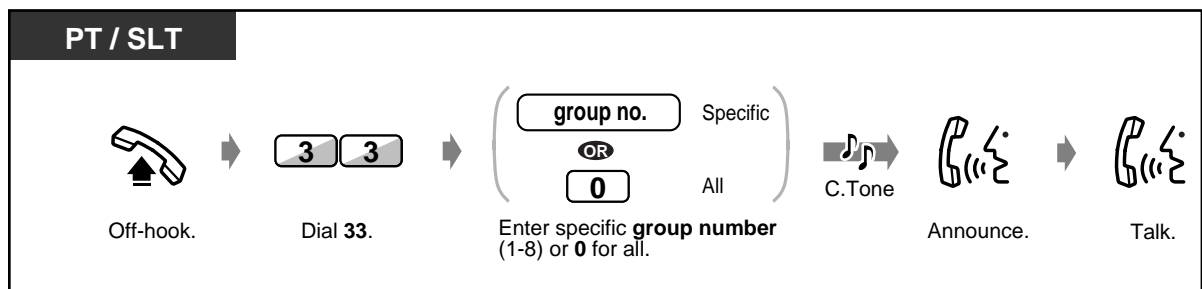 PT / SLT
group no.
Specific
OR
3 3
0
All
C.Tone
Off-hook.
Dial 33.
Enter specific group number
(1-8) or 0 for all.
Announce.
Talk.